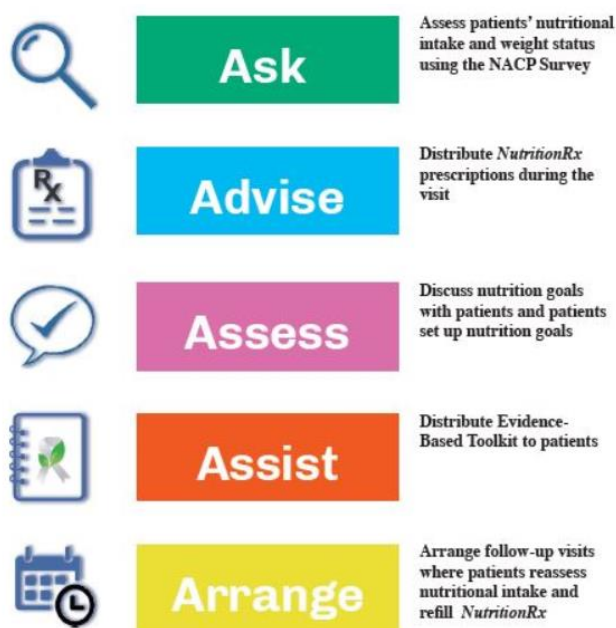 Ask
Assess patients' nutritional
intake and weight status
using the NACP Survey
Rx
Advise
Distribute NutritionRx
prescriptions during the
visit
Assess
Discuss nutrition goals
with patients and patients
set up nutrition goals
Assist
Distribute Evidence-
Based Toolkit to patients
Arrange
Arrange follow-up visits
where patients reassess
nutritional intake and
refill NutritionRx